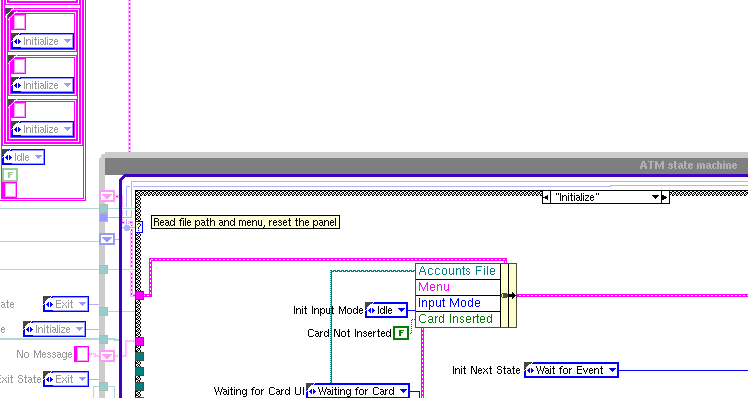 Initialize
Initialize
Initialize
Idle
F
ATM state machine
"Initialize"
?
Read file path and menu, reset the panel
Accounts File
Menu
Init Input Mode Idle Input Mode
Card Not Inserted F Card Inserted
ate Exit
e Initialize
No Message
Init Next State Wait for Event
Exit State Exit
Waiting for Card UI Waiting for Card